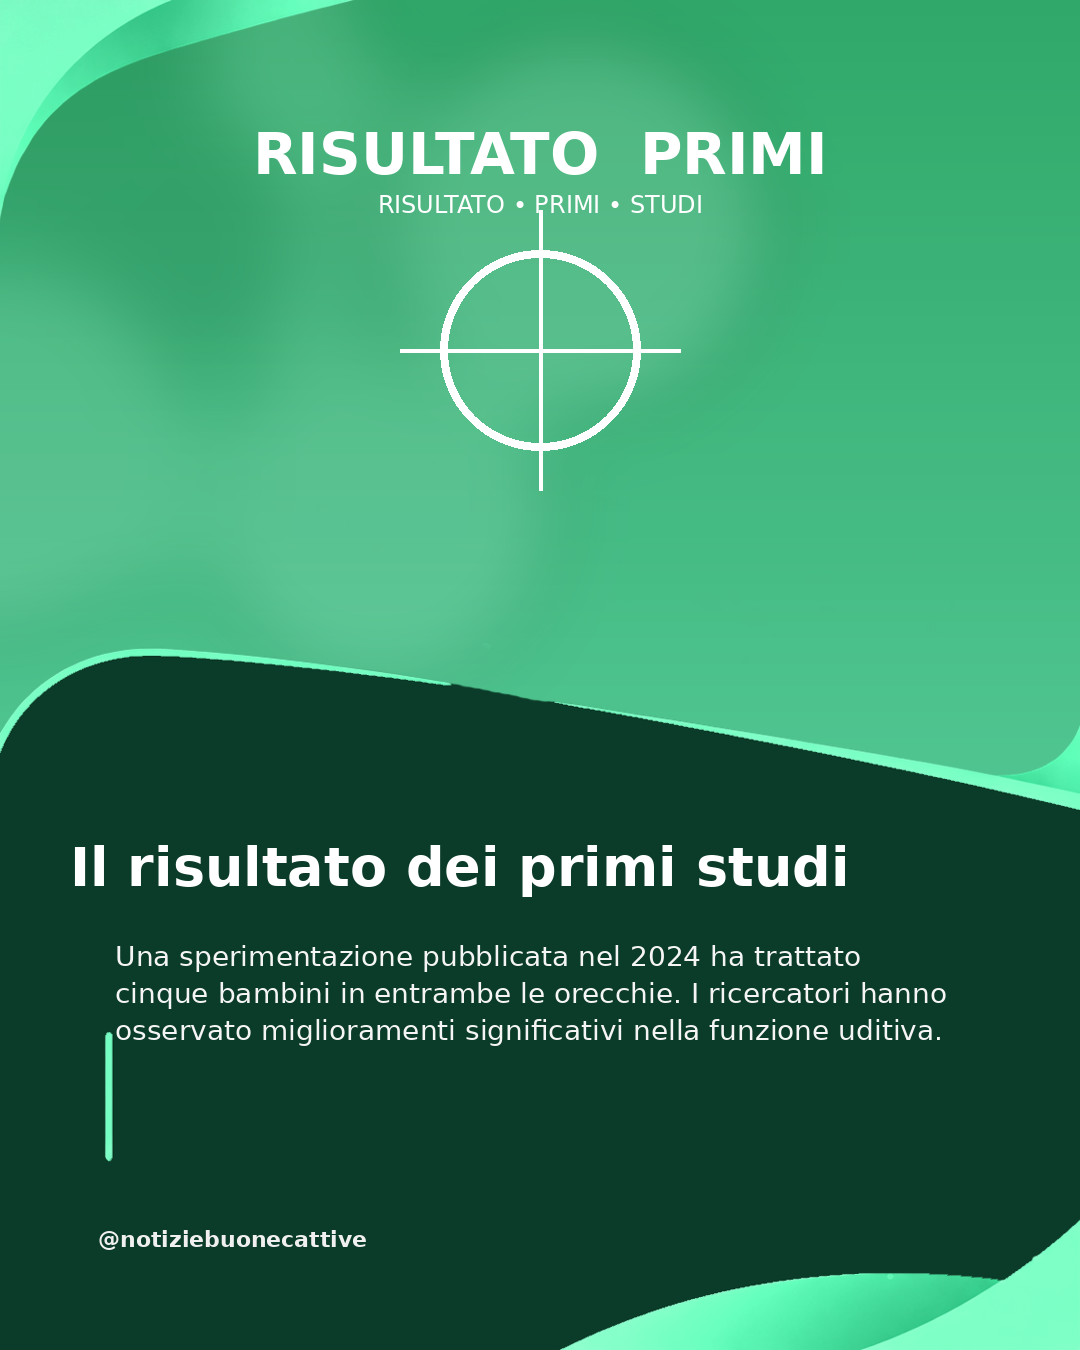 RISULTATO PRIMI
RISULTATO • PRIMI • STUDI
Il risultato dei primi studi
Una sperimentazione pubblicata nel 2024 ha trattato
cinque bambini in entrambe le orecchie. I ricercatori hanno
osservato miglioramenti significativi nella funzione uditiva.
@notiziebuonecattive